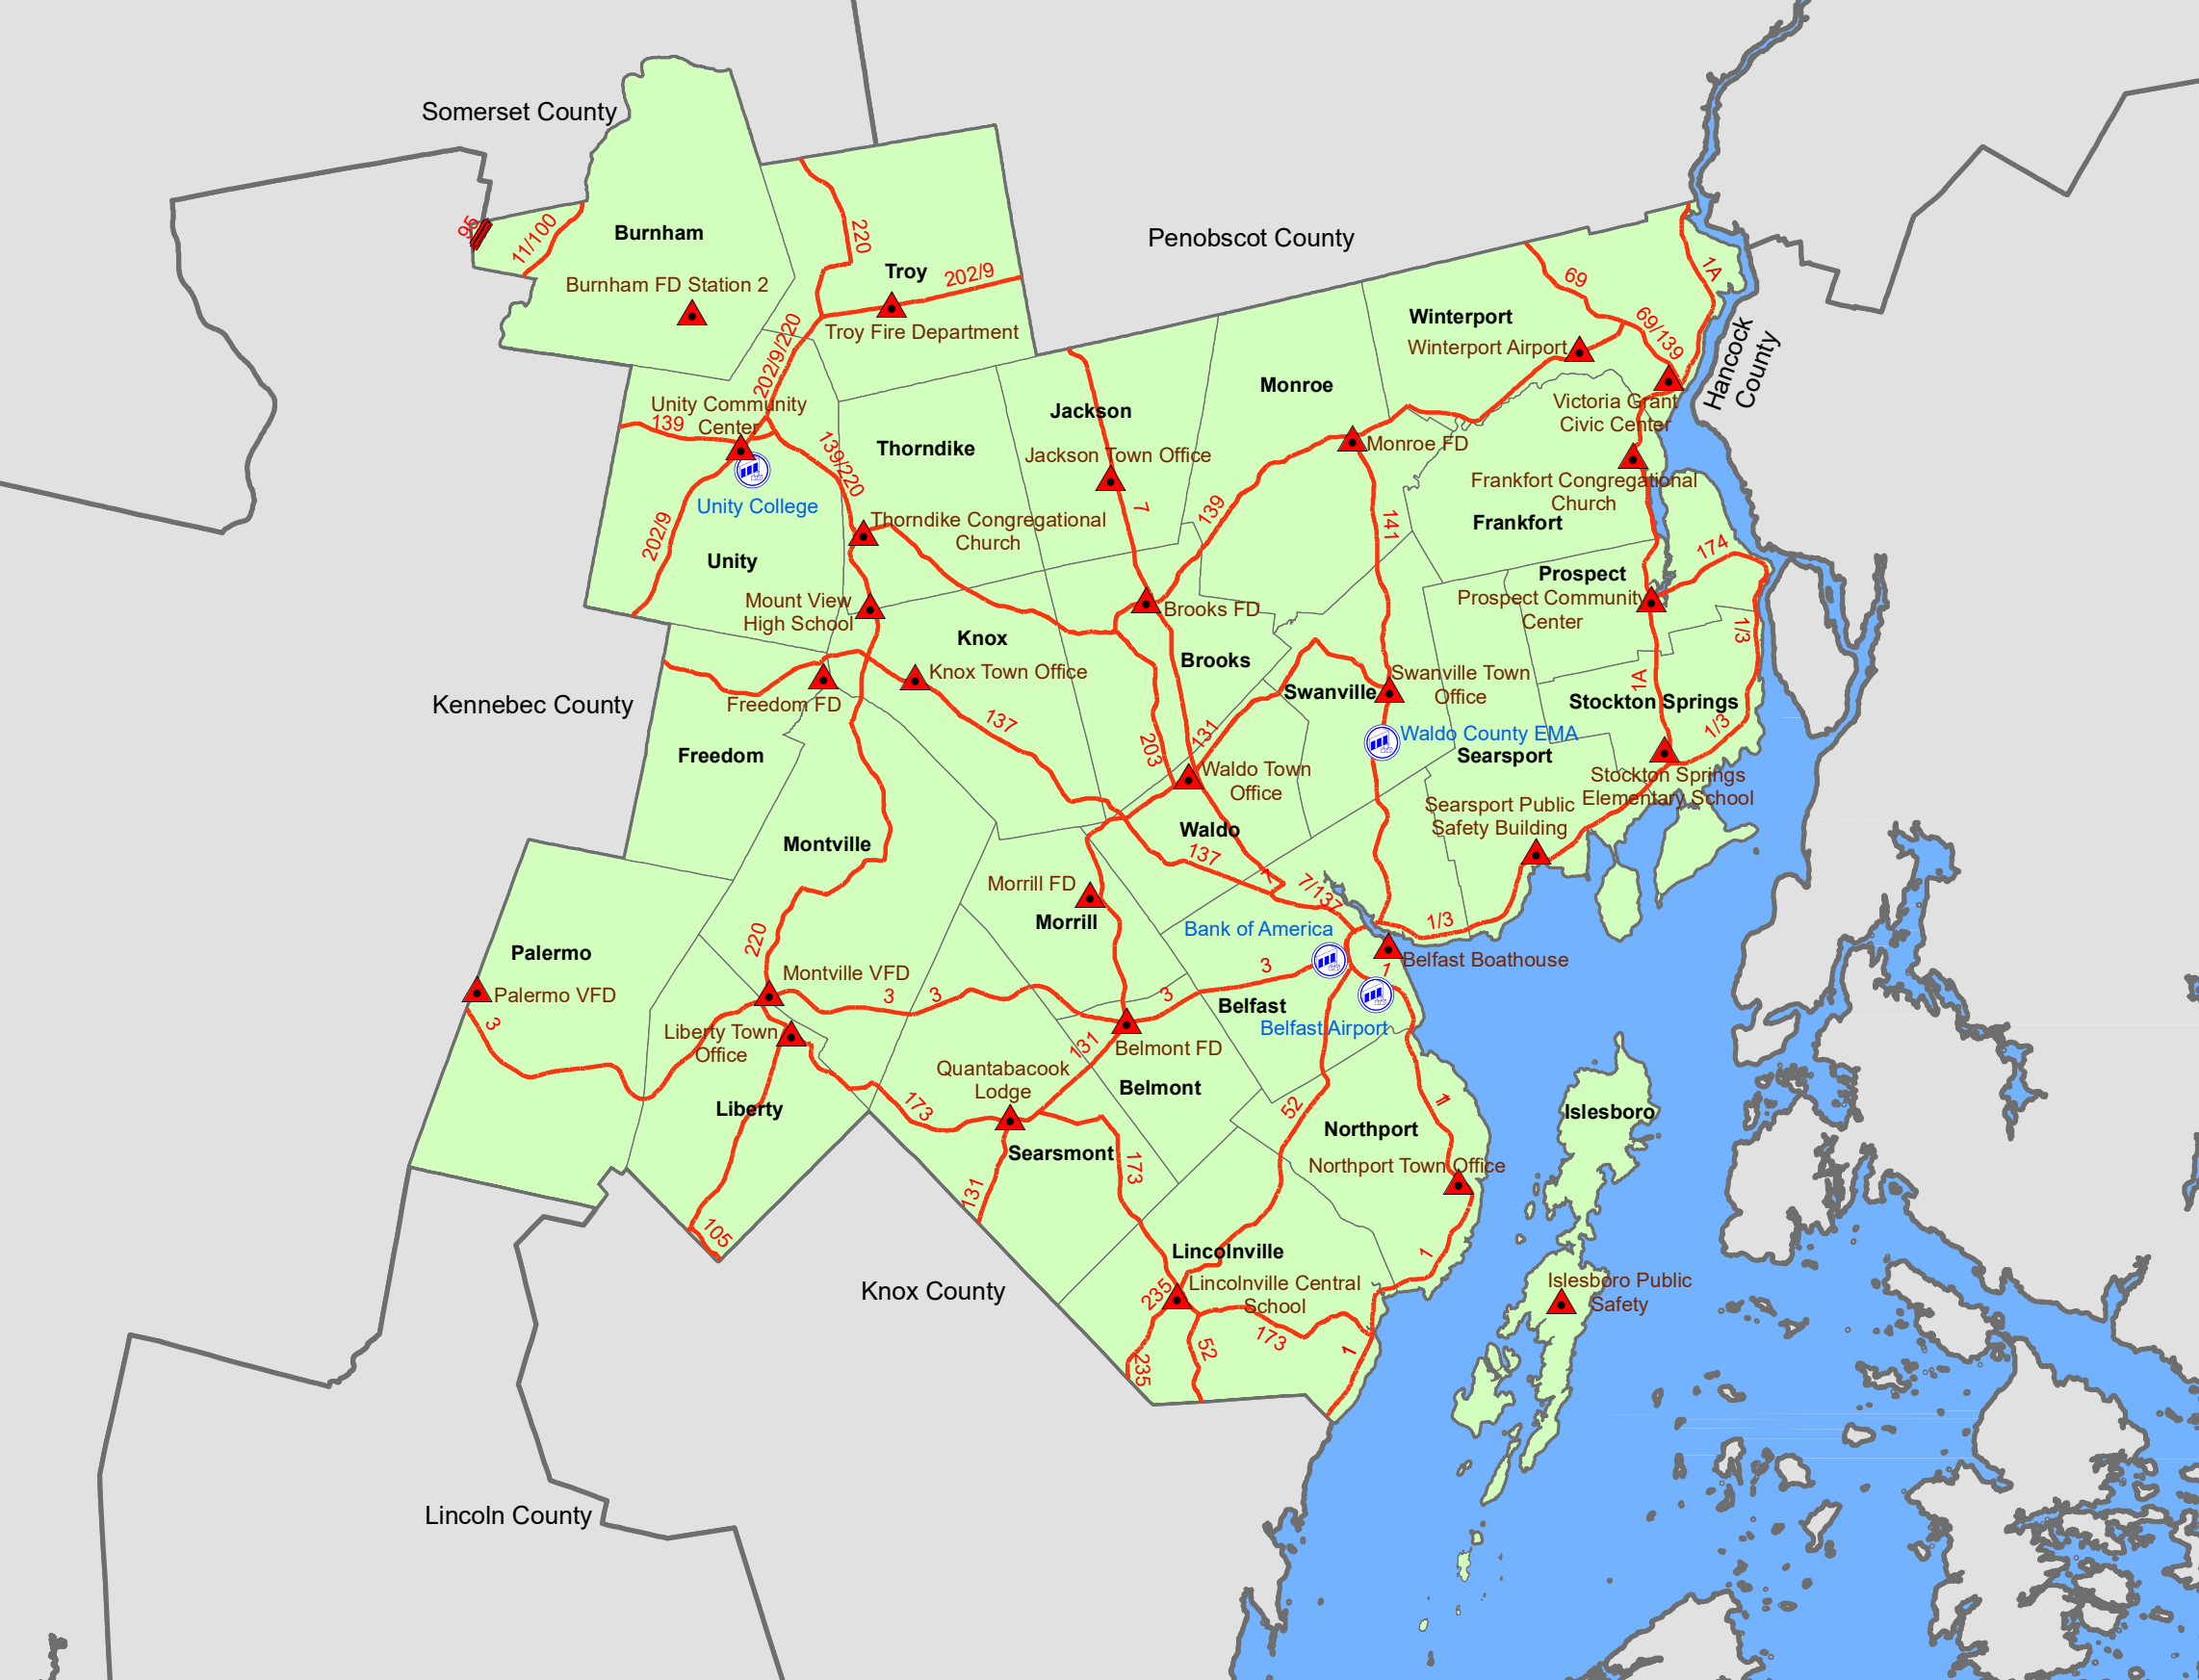 Somerset County
95
11/100
Burnham
Burnham FD Station 2
220
Troy
202/9
Troy Fire Department
202/9/220
Penobscot County
69
1A
Winterport
69/139
Winterport Airport
Hancock
County
Monroe
Jackson
Unity Community
Center
139
139/220
Thorndike
Jackson Town Office
Victoria Grant
Civic Center
Monroe FD
Unity College
202/9
7
139
141
Frankfort Congregational
Church
Frankfort
Thorndike Congregational
Church
Unity
174
Prospect
Prospect Community
Center
Mount View
High School
Brooks FD
1/3
Knox
Brooks
Knox Town Office
Swanville
Swanville Town
Office
1A
Stockton Springs
Kennebec County
Freedom FD
137
203
131
1/3
Waldo County EMA
Freedom
Searsport
Waldo Town
Office
Stockton Springs
Elementary School
Searsport Public
Safety Building
Waldo
Montville
137
7
7/137
Morrill FD
Morrill
Bank of America
1/3
220
Palermo
Palermo VFD
3
Montville VFD
3
3
3
3
1
Belfast Boathouse
Belfast
Belfast Airport
Liberty Town
Office
131
Belmont FD
Quantabacook
Lodge
Belmont
Liberty
173
52
1
Islesboro
Northport
Searsmont
Northport Town Office
173
131
105
Lincolnville
1
Knox County
235
Lincolnville Central
School
Islesboro Public
Safety
235
52
173
1
Lincoln County